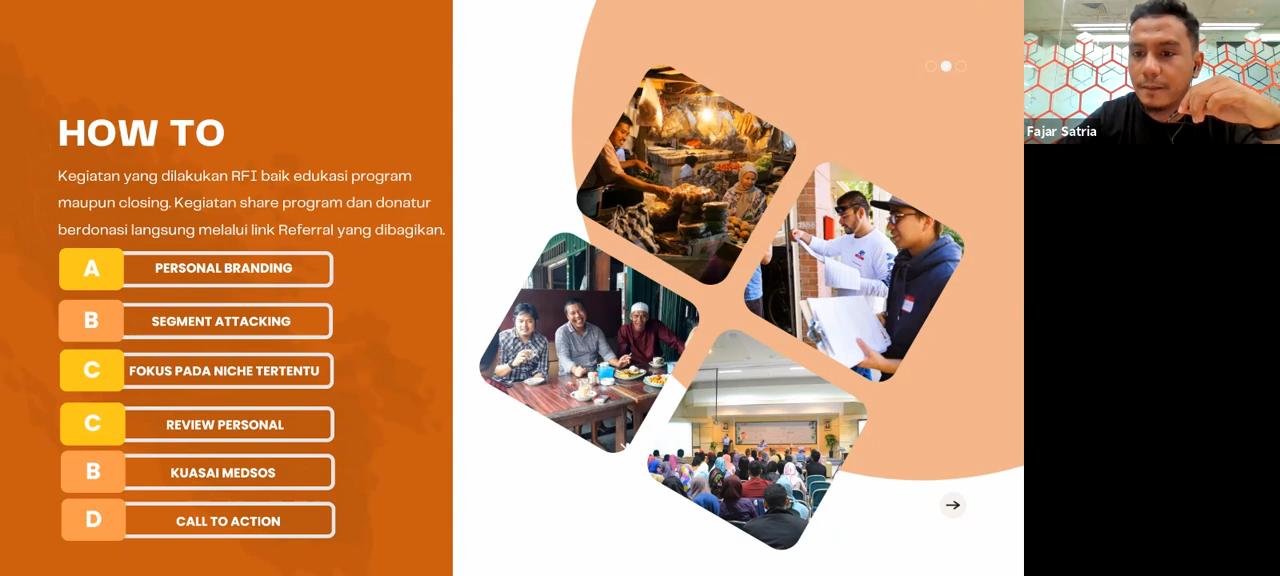 HOW TO
Kegiatan yang dilakukan RFI baik edukasi program
maupun closing. Kegiatan share program dan donatur
berdonasi langsung melalui link Referral yang dibagikan.
A PERSONAL BRANDING
B SEGMENT ATTACKING
C FOKUS PADA NICHE TERTENTU
C REVIEW PERSONAL
B KUASAI MEDSOS
D CALL TO ACTION
Fajar Satria